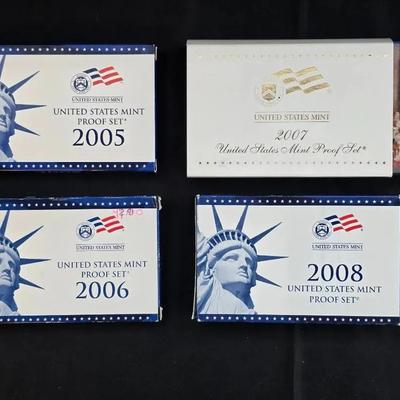 UNITED STATES MINT
UNITED STATES MINT
PROOF SET®
2005
UNITED STATES MINT
2007
United States Mint Proof Set®
UNITED STATES MINT
UNITED STATES MINT
PROOF SET®
2006
UNITED STATES MINT
2008
UNITED STATES MINT
PROOF SET®